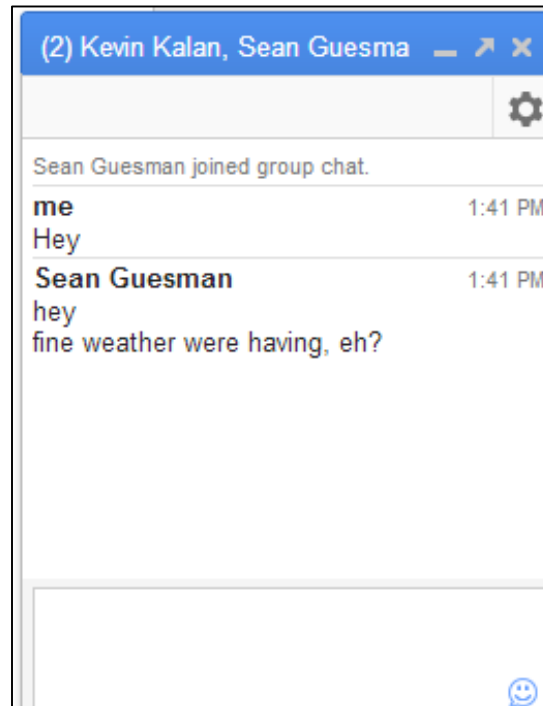 (2) Kevin Kalan, Sean Guesma
Sean Guesman joined group chat.
me 1:41 PM
Hey
Sean Guesman 1:41 PM
hey
fine weather were having, eh?